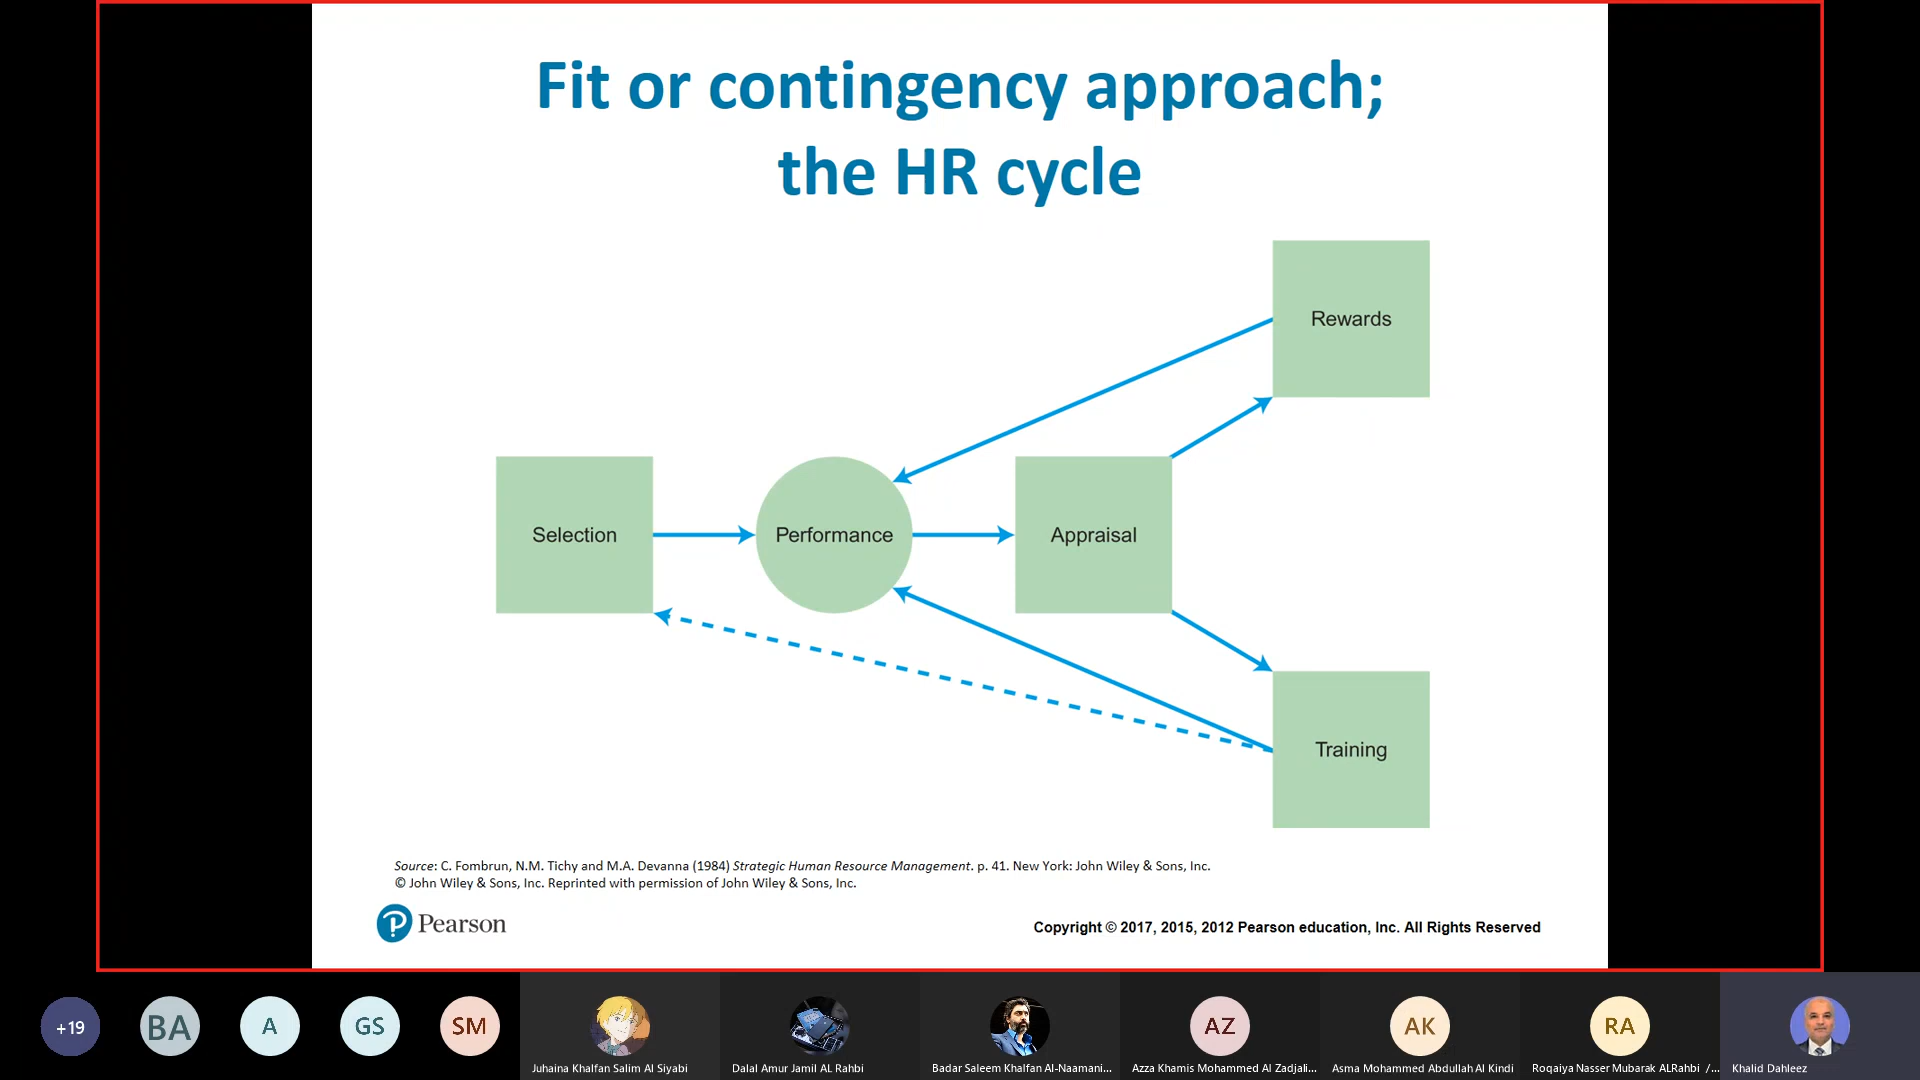 Fit or contingency approach;
the HR cycle
Rewards
Selection
Performance
Appraisal
Training
Source: C. Fombrun, N.M. Tichy and M.A. Devanna (1984) Strategic Human Resource Management. p. 41. New York: John Wiley & Sons, Inc.
© John Wiley & Sons, Inc. Reprinted with permission of John Wiley & Sons, Inc.
Pearson
Copyright © 2017, 2015, 2012 Pearson education, Inc. All Rights Reserved
+19
BA
A
GS
SM
AZ
AK
RA
Juhaina Khalfan Salim Al Siyabi
Dalal Amur Jamil AL Rahbi
Badar Saleem Khalfan Al-Naamani...
Azza Khamis Mohammed Al Zadjali...
Asma Mohammed Abdullah Al Kindi
Roqaiya Nasser Mubarak ALRahbi /...
Khalid Dahleez